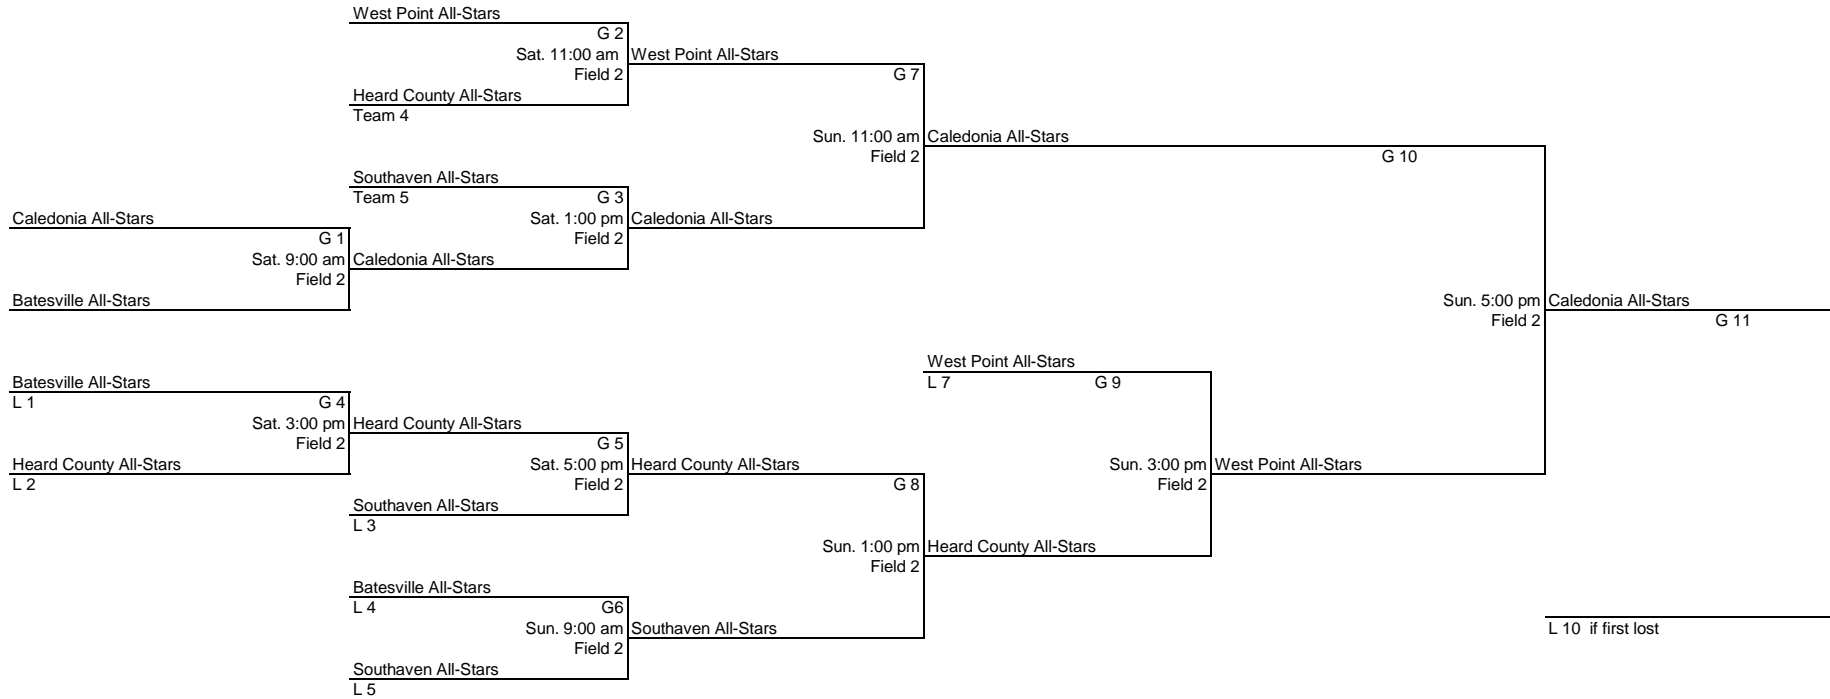 West Point All-Stars
G 2
Sat. 11:00 am
West Point All-Stars
Field 2
G 7
Heard County All-Stars
Team 4
Sun. 11:00 am
Caledonia All-Stars
Field 2
G 10
Southaven All-Stars
Team 5
G 3
Caledonia All-Stars
Sat. 1:00 pm
Caledonia All-Stars
G 1
Field 2
Sat. 9:00 am
Caledonia All-Stars
Field 2
Batesville All-Stars
Sun. 5:00 pm
Caledonia All-Stars
Field 2
G 11
West Point All-Stars
Batesville All-Stars
L 7
G 9
L 1
G 4
Sat. 3:00 pm
Heard County All-Stars
Field 2
G 5
Heard County All-Stars
Sat. 5:00 pm
Heard County All-Stars
Sun. 3:00 pm
West Point All-Stars
L 2
Field 2
G 8
Field 2
Southaven All-Stars
L 3
Sun. 1:00 pm
Heard County All-Stars
Field 2
Batesville All-Stars
L 4
G6
Sun. 9:00 am
Southaven All-Stars
L 10 if first lost
Field 2
Southaven All-Stars
L 5